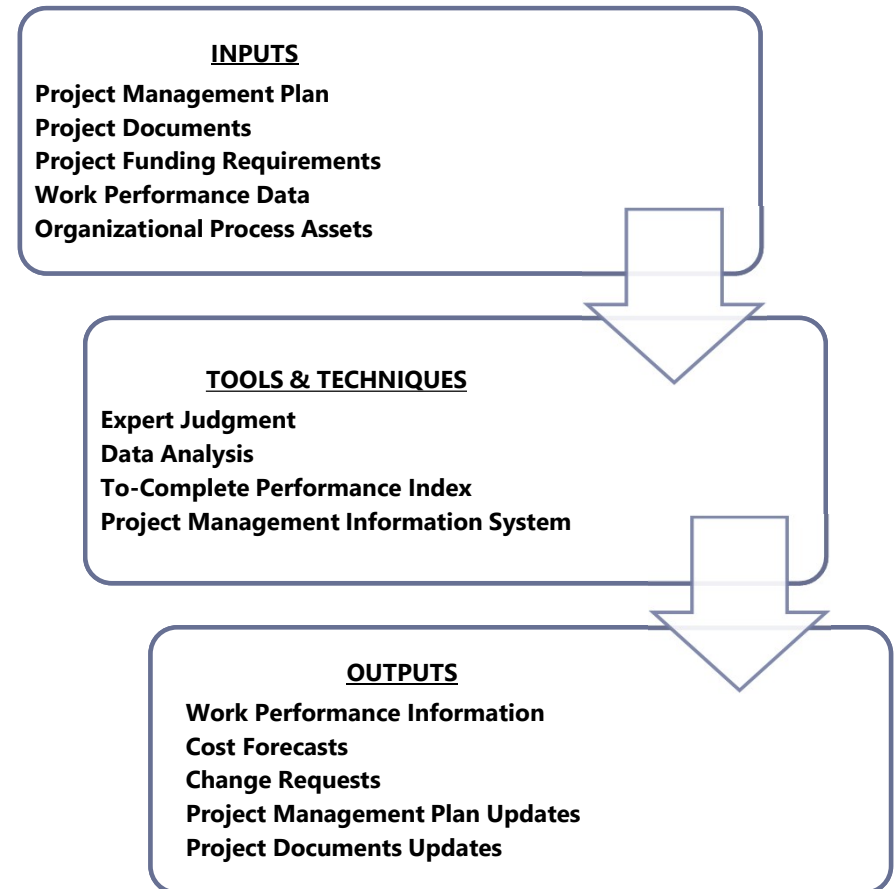 INPUTS
Project Management Plan
Project Documents
Project Funding Requirements
Work Performance Data
Organizational Process Assets
TOOLS & TECHNIQUES
Expert Judgment
Data Analysis
To-Complete Performance Index
Project Management Information System
OUTPUTS
Work Performance Information
Cost Forecasts
Change Requests
Project Management Plan Updates
Project Documents Updates